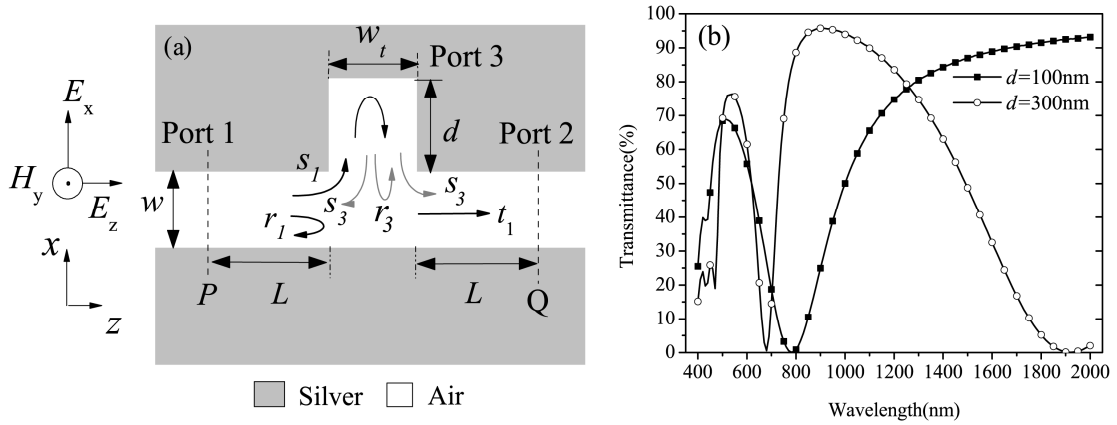 (a)
w_t
Port 3
E_x
Port 1
d
Port 2
H_y
E_z
w
s_1
s_3
r_3
s_3
r_1
t_1
x
z
P
L
L
Q
Silver
Air
(b)
d=100nm
d=300nm
Transmittance(%)
100
90
80
70
60
50
40
30
20
10
0
400 600 800 1000 1200 1400 1600 1800 2000
Wavelength(nm)